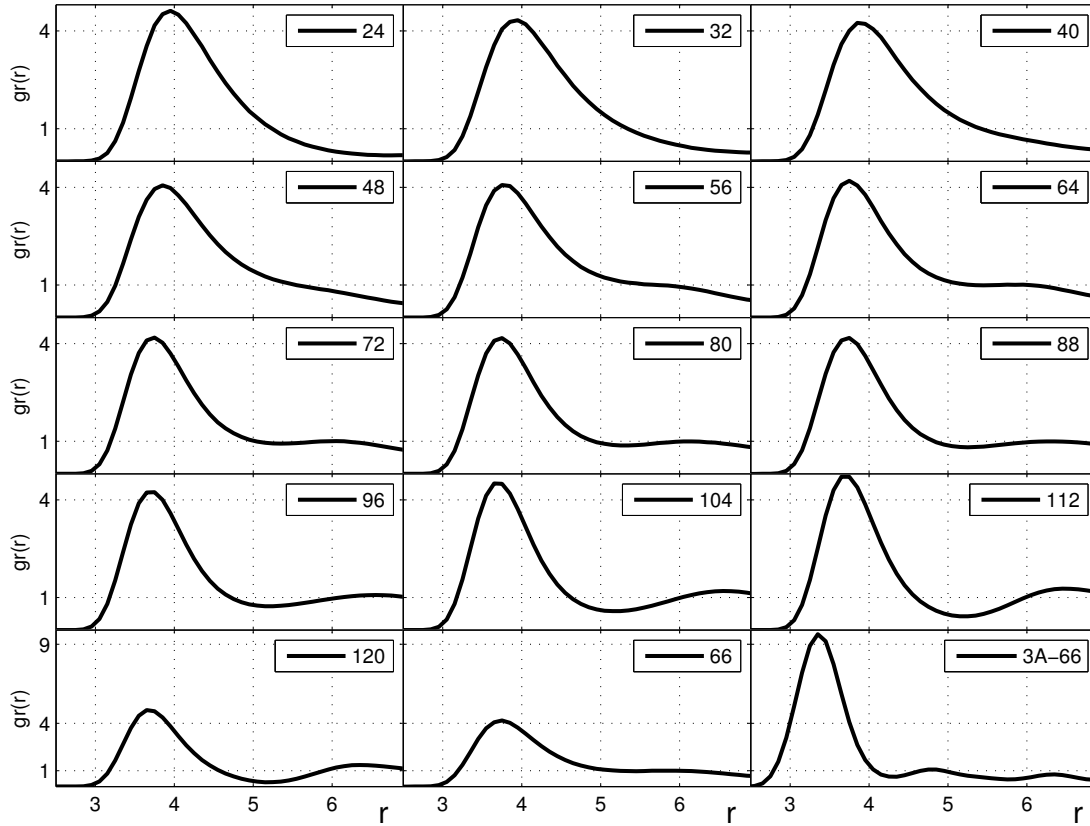 gr(r) 4 1 24 32 40
gr(r) 4 1 48 56 64
gr(r) 4 1 72 80 88
gr(r) 4 1 96 104 112
gr(r) 9 4 1 120 66 3A−66
3 4 5 6 r 3 4 5 6 r 3 4 5 6 r